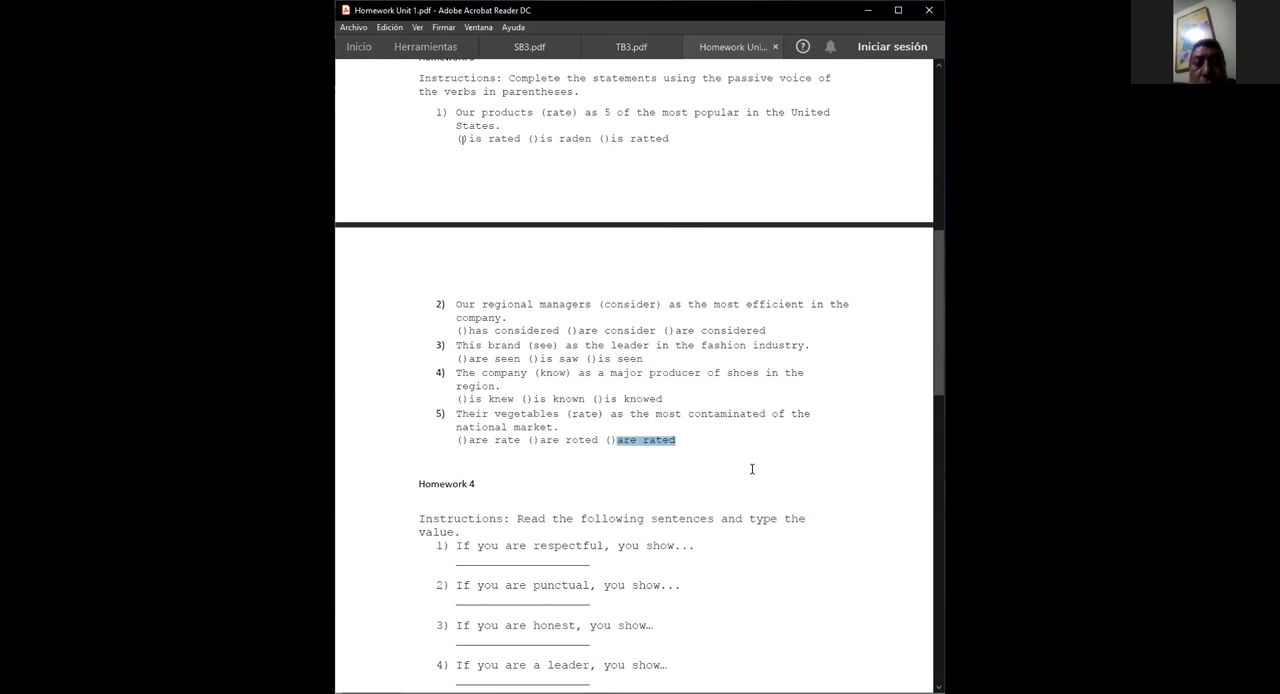 Homework Unit 1.pdf - Adobe Acrobat Reader DC
Archivo Edición Ver Firmar Ventana Ayuda
Inicio Herramientas SB3.pdf TB3.pdf Homework Uni... × ? Iniciar sesión
Instructions: Complete the statements using the passive voice of
the verbs in parentheses.
1) Our products (rate) as 5 of the most popular in the United
States.
()is rated ()is raden ()is ratted
2) Our regional managers (consider) as the most efficient in the
company.
()has considered ()are consider ()are considered
3) This brand (see) as the leader in the fashion industry.
()are seen ()is saw ()is seen
4) The company (know) as a major producer of shoes in the
region.
()is knew ()is known ()is knowed
5) Their vegetables (rate) as the most contaminated of the
national market.
()are rate ()are roted ()are rated
Homework 4
Instructions: Read the following sentences and type the
value.
1) If you are respectful, you show...
2) If you are punctual, you show...
3) If you are honest, you show…
4) If you are a leader, you show…